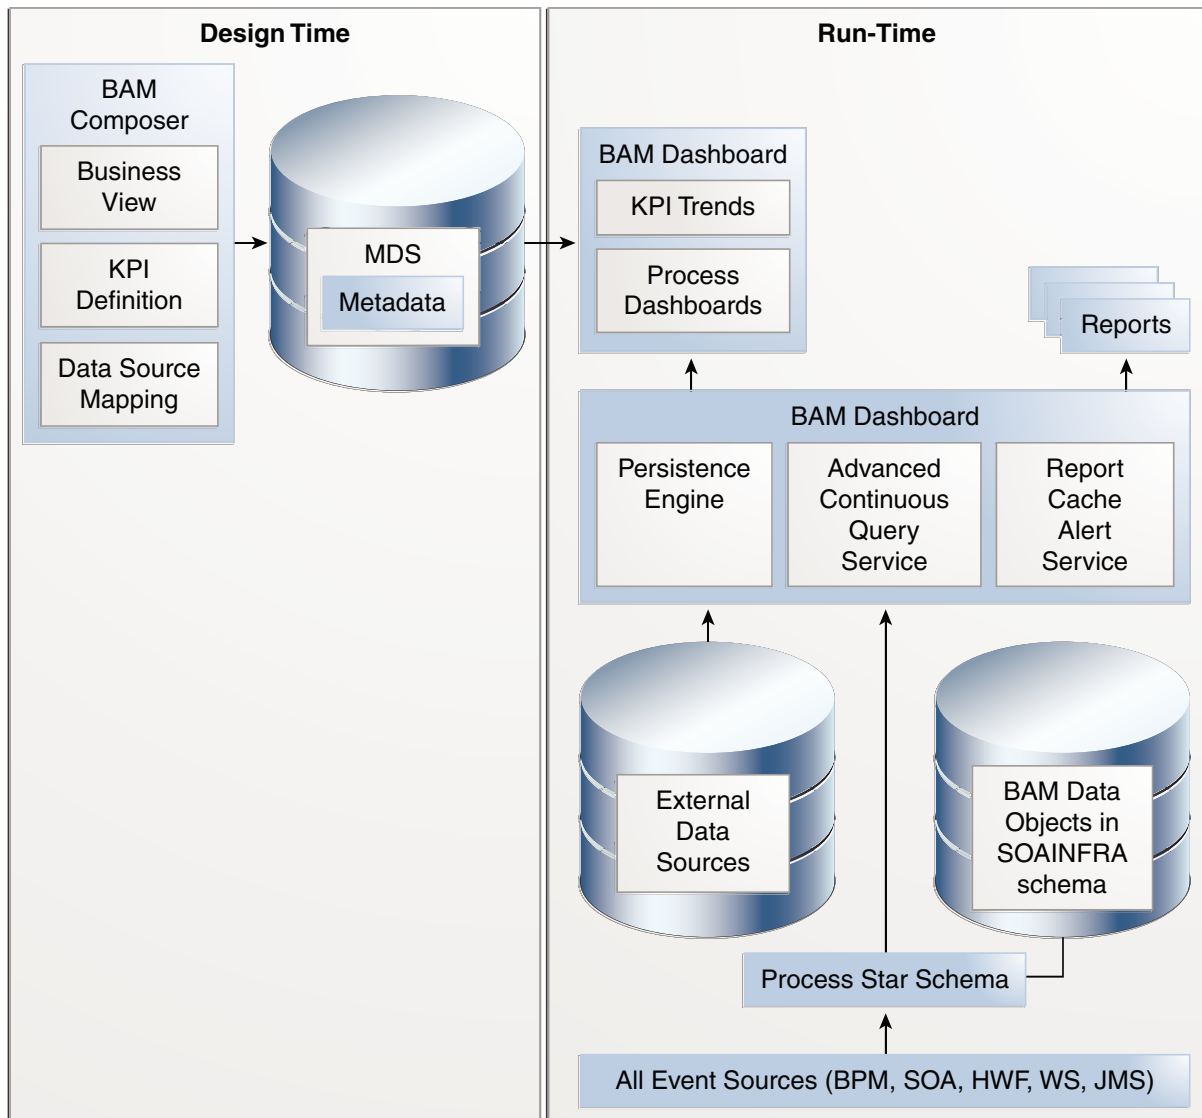 Design Time
BAM
Composer
Business
View
KPI
Definition
Data Source
Mapping
MDS
Metadata
Run-Time
BAM Dashboard
KPI Trends
Process
Dashboards
Reports
BAM Dashboard
Persistence
Engine
Advanced
Continuous
Query
Service
Report
Cache
Alert
Service
External
Data
Sources
BAM Data
Objects in
SOAINFRA
schema
Process Star Schema
All Event Sources (BPM, SOA, HWF, WS, JMS)